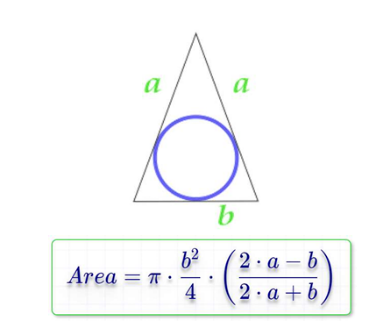 a a
b
Area = π · b²/4 · ( (2 · a − b)/(2 · a + b) )